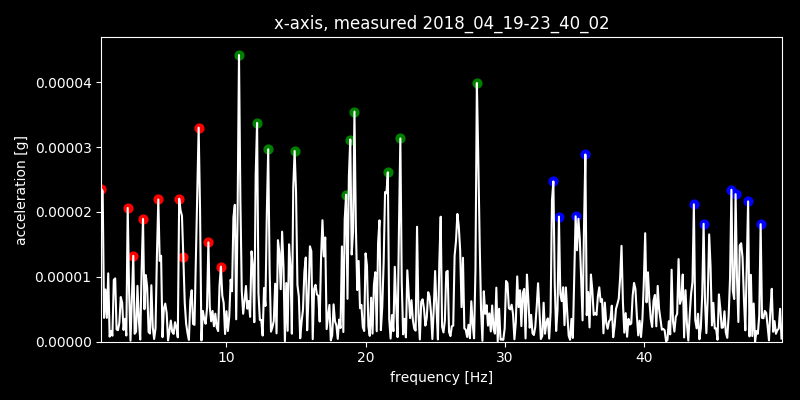 x-axis, measured 2018_04_19-23_40_02
acceleration [g]
0.00004
0.00003
0.00002
0.00001
0.00000
10 20 30 40
frequency [Hz]